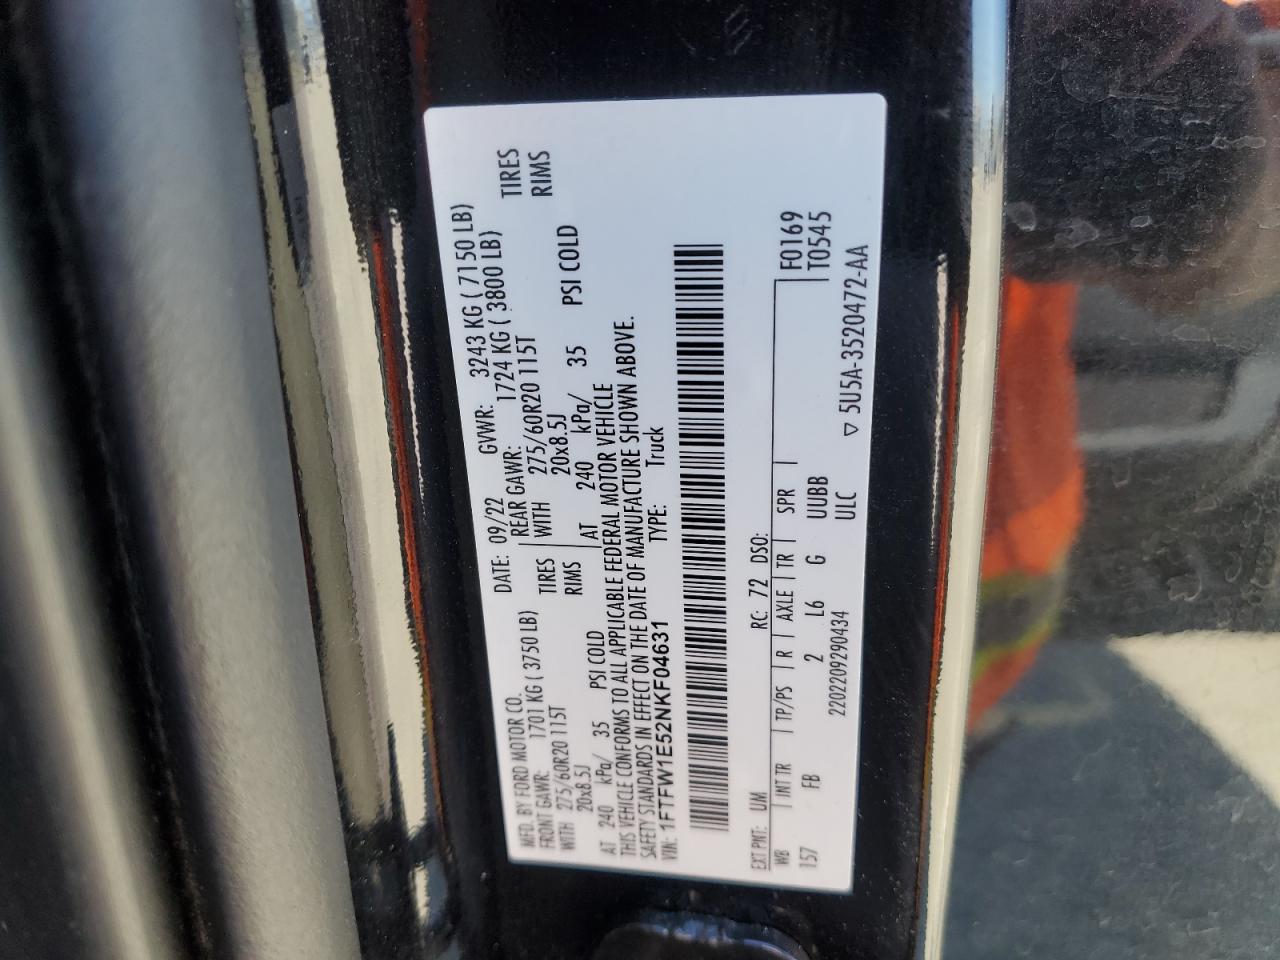 MFD. BY FORD MOTOR CO.
DATE: 09/22 GVWR: 3243 KG ( 7150 LB)
FRONT GAWR: 1701 KG ( 3750 LB) REAR GAWR: 1724 KG ( 3800 LB)
WITH 275/60R20 115T TIRES WITH 275/60R20 115T TIRES
20x8.5J RIMS 20x8.5J RIMS
AT 240 kPa/ 35 PSI COLD AT 240 kPa/ 35 PSI COLD
THIS VEHICLE CONFORMS TO ALL APPLICABLE FEDERAL MOTOR VEHICLE
SAFETY STANDARDS IN EFFECT ON THE DATE OF MANUFACTURE SHOWN ABOVE.
VIN: 1FTFW1E52NKF04631 TYPE: Truck
EXT PNT: UM RC: 72 DSO: F0169
WB INT TR TP/PS R AXLE TR SPR T0545
157 FB 2 L6 G UUBB
2202209290434 ULC ▽ 5U5A-3520472-AA